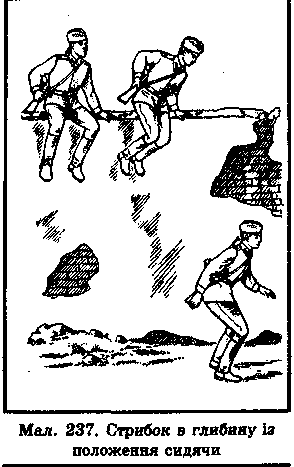 Мал. 237. Стрибок в глибину із
положення сидячи